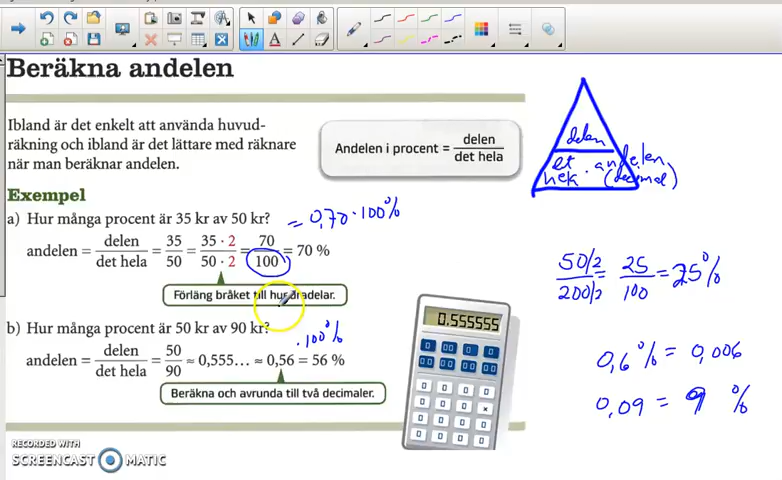 Beräkna andelen
Ibland är det enkelt att använda huvud-
räkning och ibland är det lättare med räknare
när man beräknar andelen.
Andelen i procent = delen / det hela
delen
et hela · andelen (decimal)
Exempel
a) Hur många procent är 35 kr av 50 kr?
= 0,70 · 100%
andelen = delen / det hela = 35 / 50 = 35 · 2 / 50 · 2 = 70 / 100 = 70 %
Förläng bråket till hundradelar.
50/2 / 200/2 = 25 / 100 = 25%
b) Hur många procent är 50 kr av 90 kr?
· 100%
andelen = delen / det hela = 50 / 90 ≈ 0,555... ≈ 0,56 = 56 %
Beräkna och avrunda till två decimaler.
0.555555
0,6% = 0,006
0,09 = 9 %
RECORDED WITH
SCREENCAST MATIC